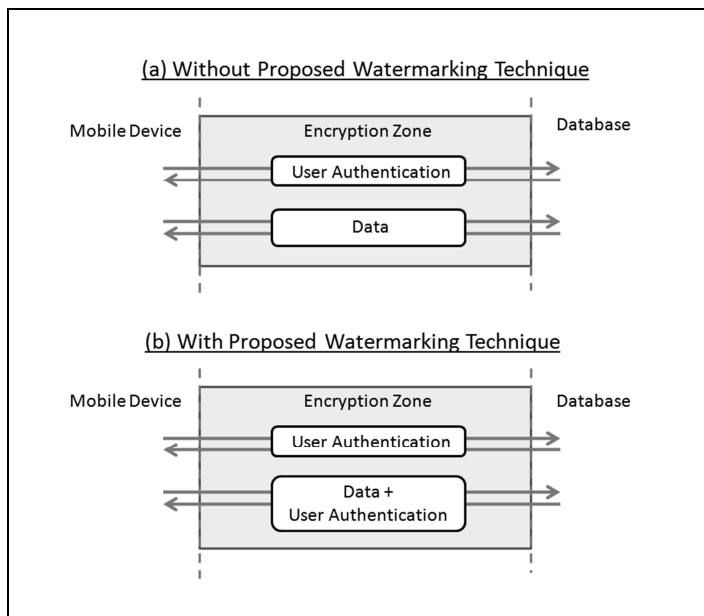 (a) Without Proposed Watermarking Technique
Mobile Device
Encryption Zone
Database
User Authentication
Data
(b) With Proposed Watermarking Technique
Mobile Device
Encryption Zone
Database
User Authentication
Data +
User Authentication